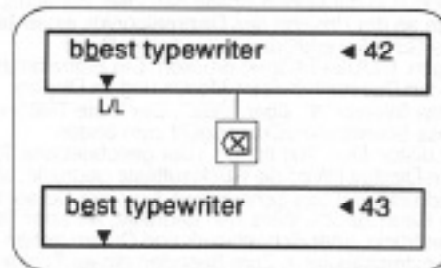 bbest typewriter ◄ 42
L/L
best typewriter ◄ 43